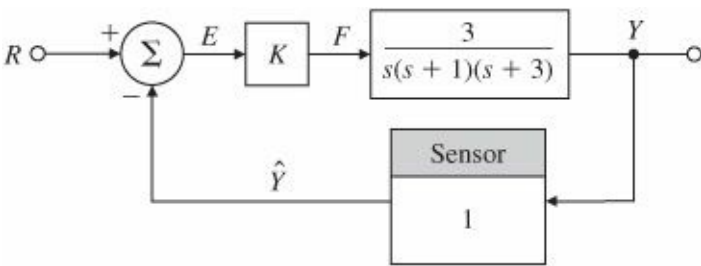 R
+
Σ
−
E
K
F
3
s(s + 1)(s + 3)
Y
Ŷ
Sensor
1